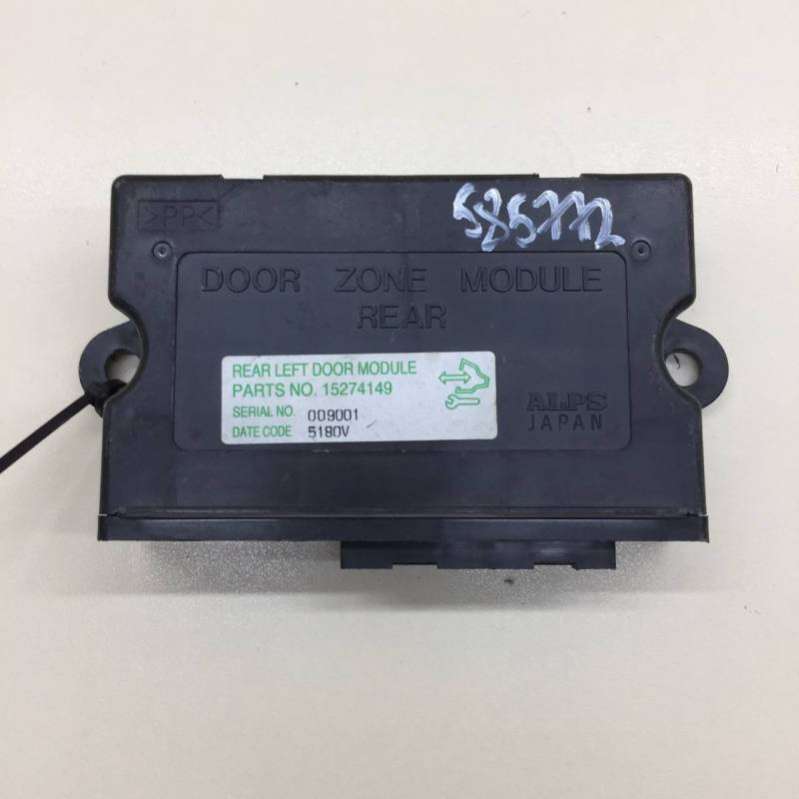 >PP<
585772
DOOR ZONE MODULE
REAR
REAR LEFT DOOR MODULE
PARTS NO. 15274149
SERIAL NO. 009001
DATE CODE 5180V
ALPS
JAPAN